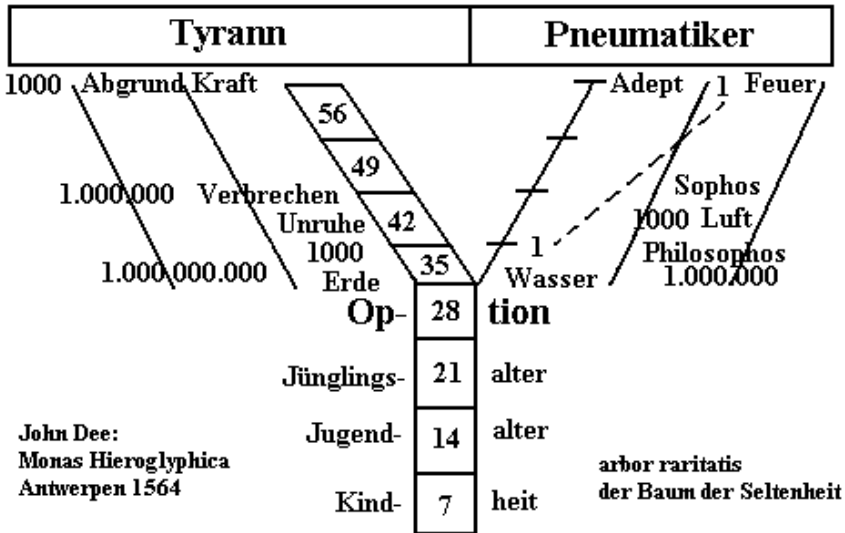 Tyrann Pneumatiker
1000 Abgrund Kraft Adept 1 Feuer
56
49
1.000.000 Verbrechen Sophos
Unruhe 42 1000 Luft
1000 1 Philosophos
1.000.000.000 Erde 35 Wasser 1.000.000
Op- 28 tion
Jünglings- 21 alter
Jugend- 14 alter
Kind- 7 heit
John Dee:
Monas Hieroglyphica
Antwerpen 1564
arbor raritatis
der Baum der Seltenheit